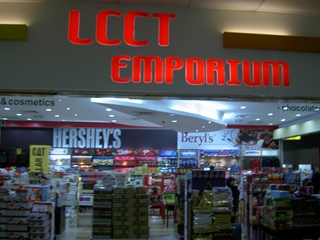 LCCT
EMPORIUM
& cosmetics
chocolate
HERSHEY'S
Beryl's